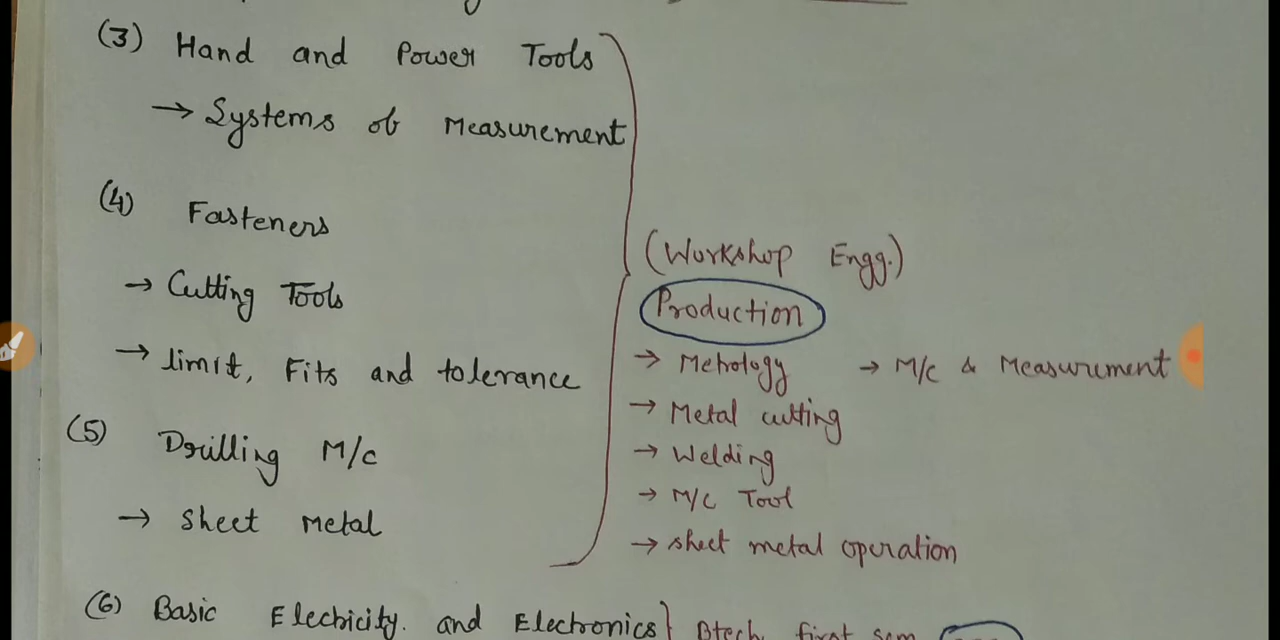 (3) Hand and Power Tools
→ Systems of Measurement
(4) Fasteners
→ Cutting Tools
→ limit, Fits and tolerance
(5) Drilling M/C
→ Sheet Metal
(Workshop Engg.)
Production
→ Metrology → M/C & Measurement
→ Metal cutting
→ Welding
→ M/C Tool
→ sheet metal operation
(6) Basic Electricity. and Electronics} Btech first sem